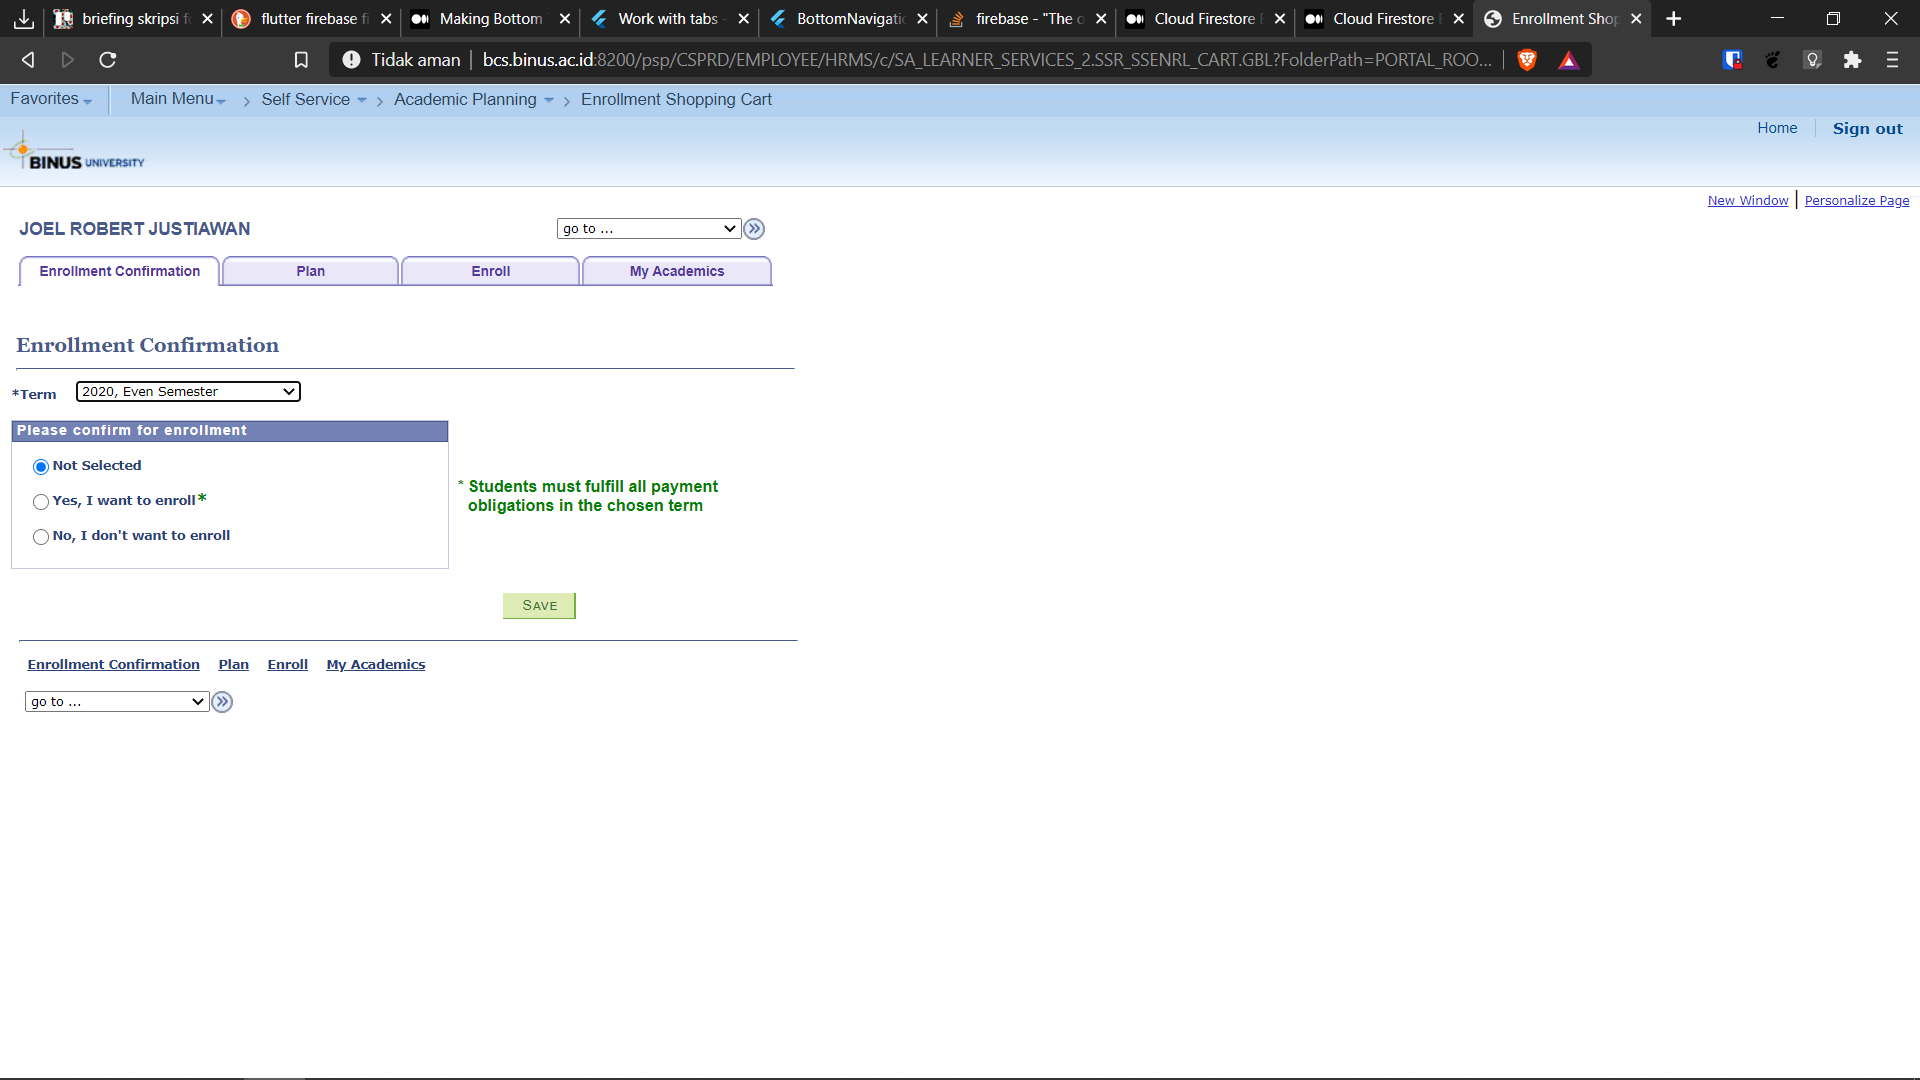 briefing skripsi fo
flutter firebase fi
Making Bottom
Work with tabs -
BottomNavigatio
firebase - "The o
Cloud Firestore
Cloud Firestore
Enrollment Shop
Tidak aman
bcs.binus.ac.id:8200/psp/CSPRD/EMPLOYEE/HRMS/c/SA_LEARNER_SERVICES_2.SSR_SSENRL_CART.GBL?FolderPath=PORTAL_ROO...
Favorites Main Menu > Self Service > Academic Planning > Enrollment Shopping Cart
Home Sign out
BINUS UNIVERSITY
New Window | Personalize Page
JOEL ROBERT JUSTIAWAN
go to ...
Enrollment Confirmation Plan Enroll My Academics
Enrollment Confirmation
*Term 2020, Even Semester
Please confirm for enrollment
Not Selected
Yes, I want to enroll*
No, I don't want to enroll
* Students must fulfill all payment
obligations in the chosen term
SAVE
Enrollment Confirmation Plan Enroll My Academics
go to ...